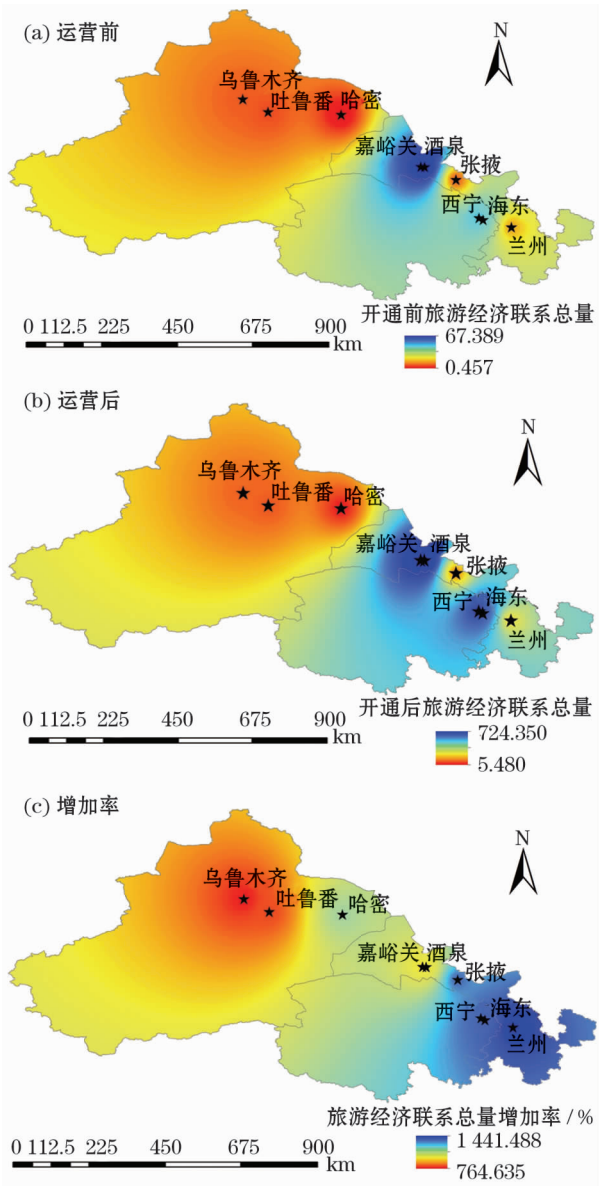 (a) 运营前
N
乌鲁木齐
吐鲁番 哈密
嘉峪关 酒泉
张掖
西宁 海东
兰州
开通前旅游经济联系总量
67.389
0.457
0 112.5 225 450 675 900
km
(b) 运营后
N
乌鲁木齐
吐鲁番 哈密
嘉峪关 酒泉
张掖
西宁 海东
兰州
开通后旅游经济联系总量
724.350
5.480
0 112.5 225 450 675 900
km
(c) 增加率
N
乌鲁木齐
吐鲁番 哈密
嘉峪关 酒泉
张掖
西宁 海东
兰州
旅游经济联系总量增加率/%
1 441.488
764.635
0 112.5 225 450 675 900
km